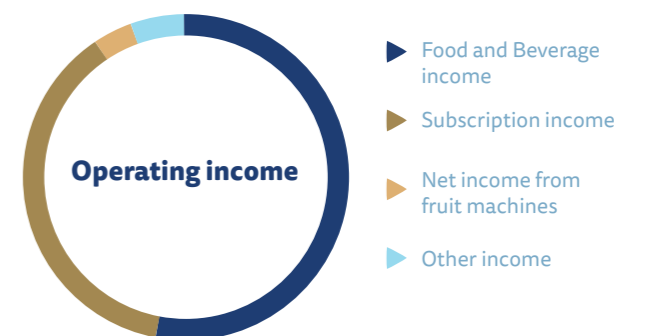 Operating income
Food and Beverage
income
Subscription income
Net income from
fruit machines
Other income